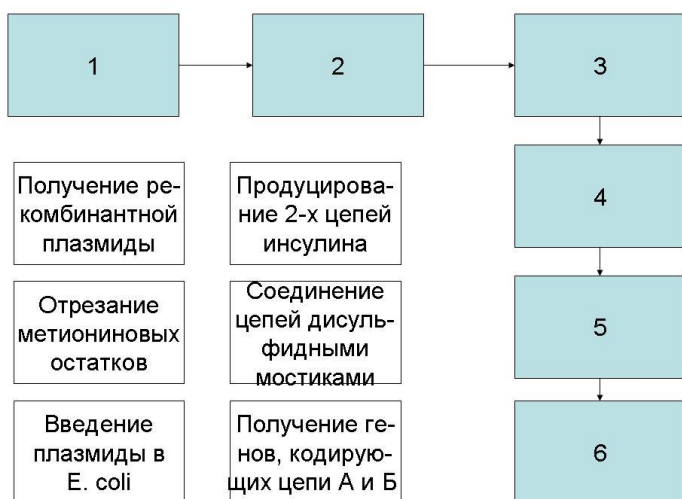 1
2
3
4
5
6
Получение ре-
комбинантной
плазмиды
Продуцирова-
ние 2-х цепей
инсулина
Отрезание
метиониновых
остатков
Соединение
цепей дисуль-
фидными
мостиками
Введение
плазмиды в
E. coli
Получение ге-
нов, кодирую-
щих цепи А и Б